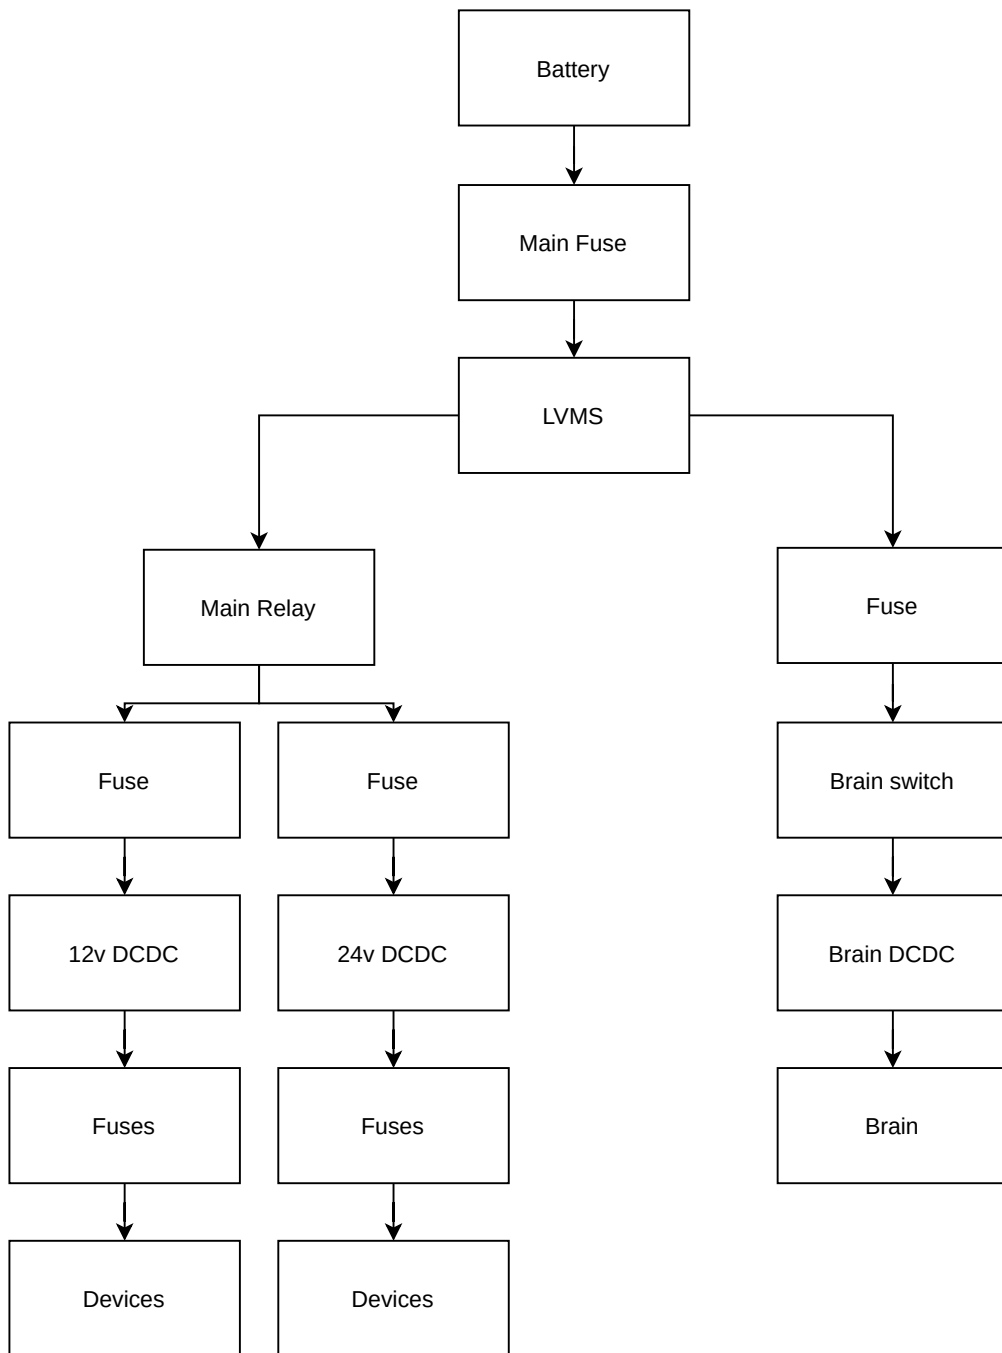 Battery
Main Fuse
LVMS
Main Relay
Fuse
Fuse
Fuse
Brain switch
12v DCDC
24v DCDC
Brain DCDC
Fuses
Fuses
Brain
Devices
Devices